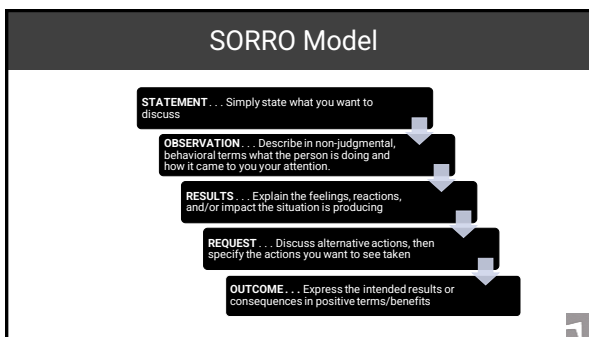 SORRO Model
STATEMENT . . . Simply state what you want to
discuss
OBSERVATION . . . Describe in non-judgmental,
behavioral terms what the person is doing and
how it came to you your attention.
RESULTS . . . Explain the feelings, reactions,
and/or impact the situation is producing
REQUEST . . . Discuss alternative actions, then
specify the actions you want to see taken
OUTCOME . . . Express the intended results or
consequences in positive terms/benefits